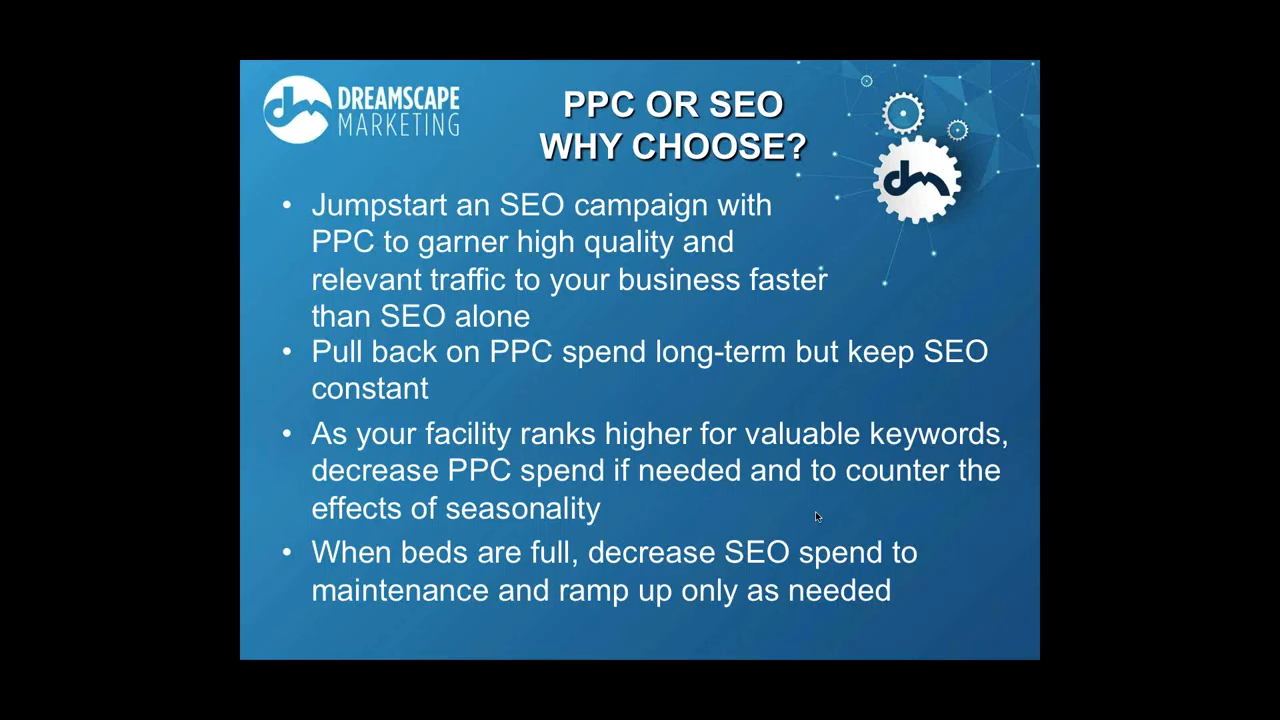 DREAMSCAPE
MARKETING
PPC OR SEO
WHY CHOOSE?
dm
• Jumpstart an SEO campaign with
PPC to garner high quality and
relevant traffic to your business faster
than SEO alone
• Pull back on PPC spend long-term but keep SEO
constant
• As your facility ranks higher for valuable keywords,
decrease PPC spend if needed and to counter the
effects of seasonality
• When beds are full, decrease SEO spend to
maintenance and ramp up only as needed